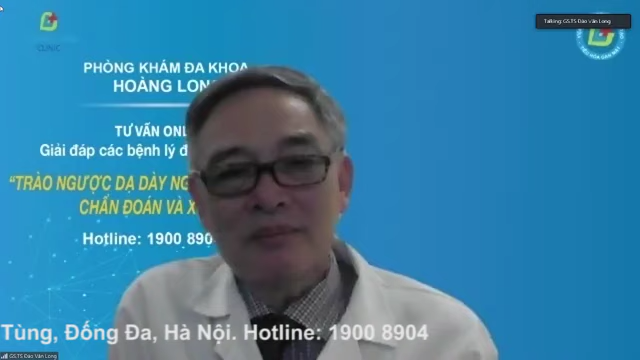 Talking: GS.TS Đào Văn Long
CLINIC
PHÒNG KHÁM ĐA KHOA
HOÀNG LONG
TƯ VẤN ONL
Giải đáp các bệnh lý đ
"TRÀO NGƯỢC DẠ DÀY
CHẨN ĐOÁN VÀ X
Hotline: 1900 890
Tùng, Đống Đa, Hà Nội. Hotline: 1900 8904
GS.TS Đào Văn Long